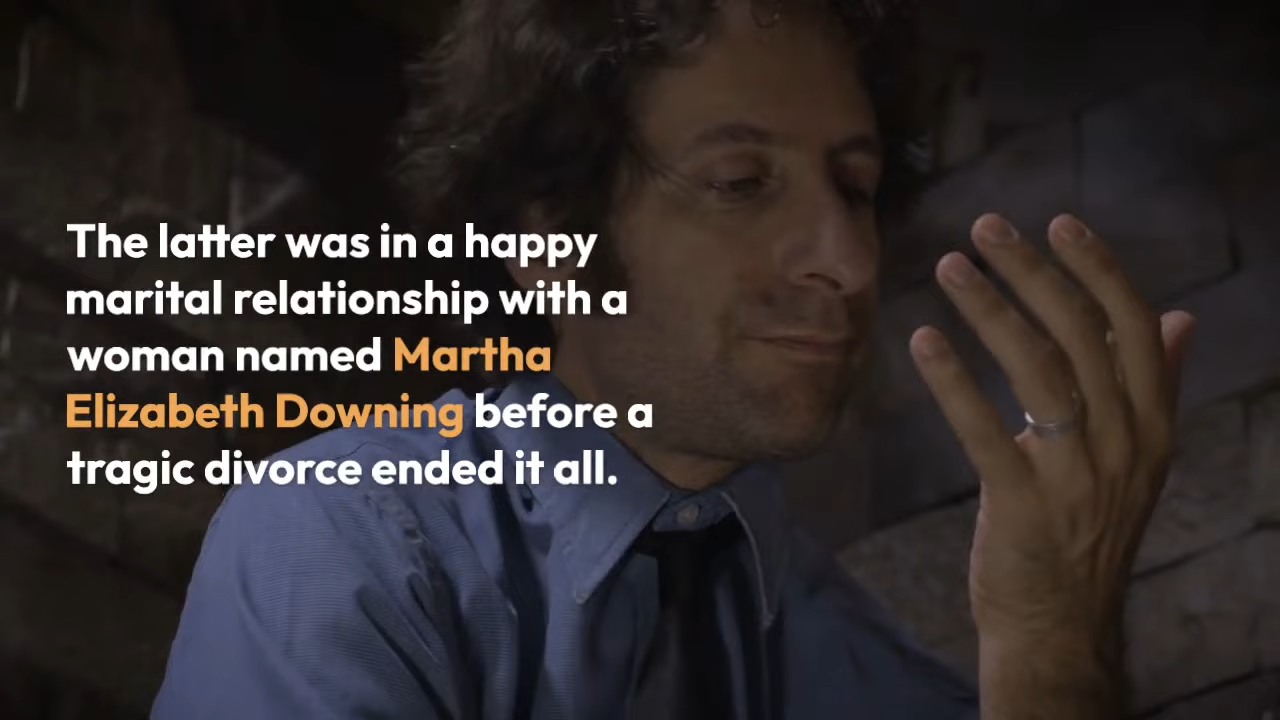 The latter was in a happy
marital relationship with a
woman named Martha
Elizabeth Downing before a
tragic divorce ended it all.